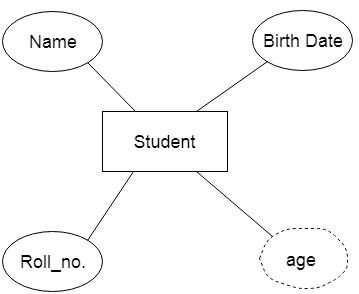 Name
Birth Date
Student
Roll_no.
age